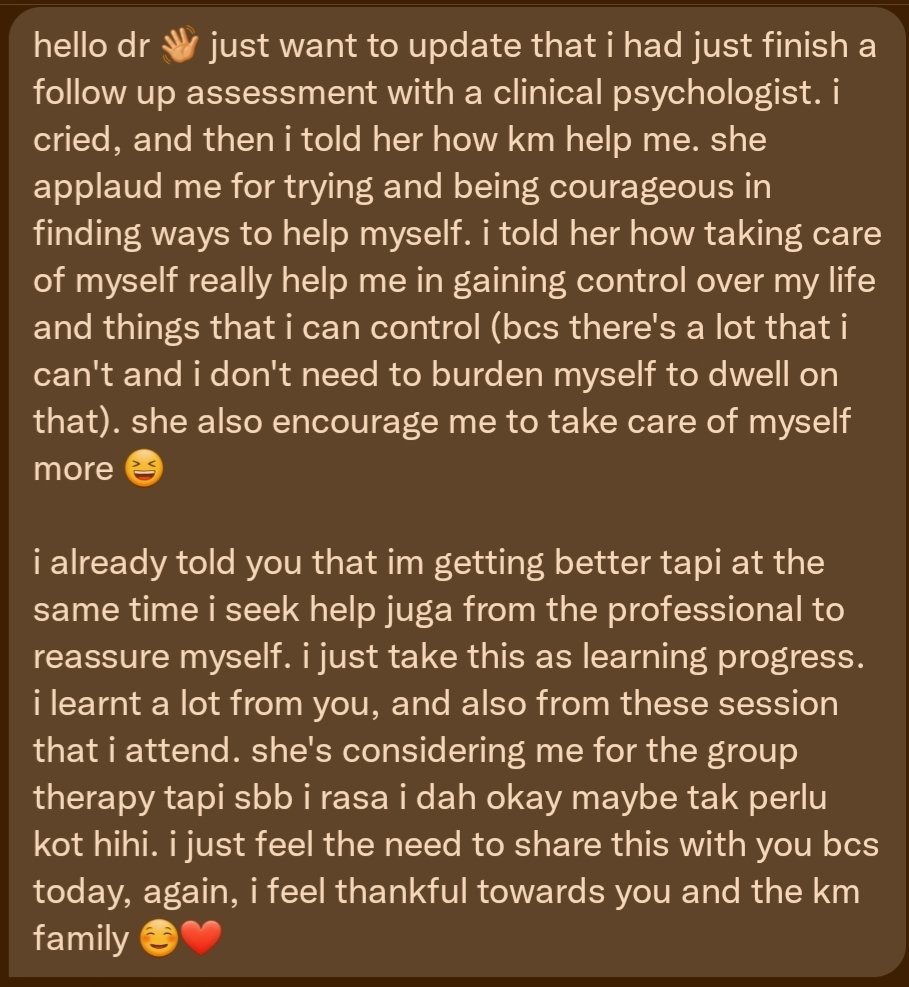 hello dr 👋 just want to update that i had just finish a
follow up assessment with a clinical psychologist. i
cried, and then i told her how km help me. she
applaud me for trying and being courageous in
finding ways to help myself. i told her how taking care
of myself really help me in gaining control over my life
and things that i can control (bcs there's a lot that i
can't and i don't need to burden myself to dwell on
that). she also encourage me to take care of myself
more 😆
i already told you that im getting better tapi at the
same time i seek help juga from the professional to
reassure myself. i just take this as learning progress.
i learnt a lot from you, and also from these session
that i attend. she's considering me for the group
therapy tapi sbb i rasa i dah okay maybe tak perlu
kot hihi. i just feel the need to share this with you bcs
today, again, i feel thankful towards you and the km
family ☺️❤️